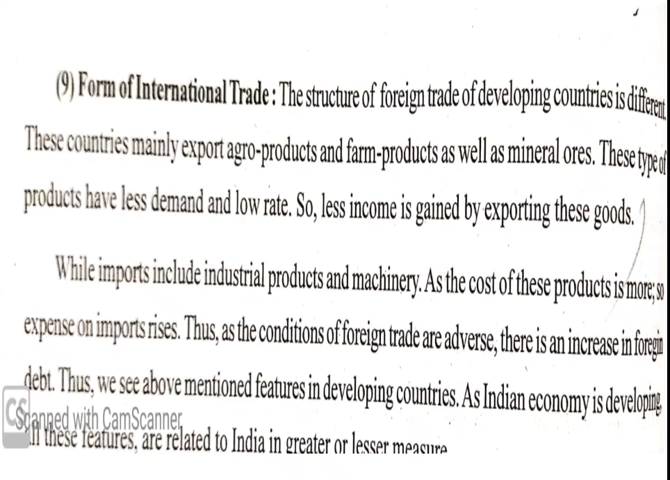 (9) Form of International Trade : The structure of foreign trade of developing countries is different.
These countries mainly export agro-products and farm-products as well as mineral ores. These type of
products have less demand and low rate. So, less income is gained by exporting these goods.
While imports include industrial products and machinery. As the cost of these products is more; so
expense on imports rises. Thus, as the conditions of foreign trade are adverse, there is an increase in foregin
debt. Thus, we see above mentioned features in developing countries. As Indian economy is developing,
all these features, are related to India in greater or lesser measure
CS Scanned with CamScanner